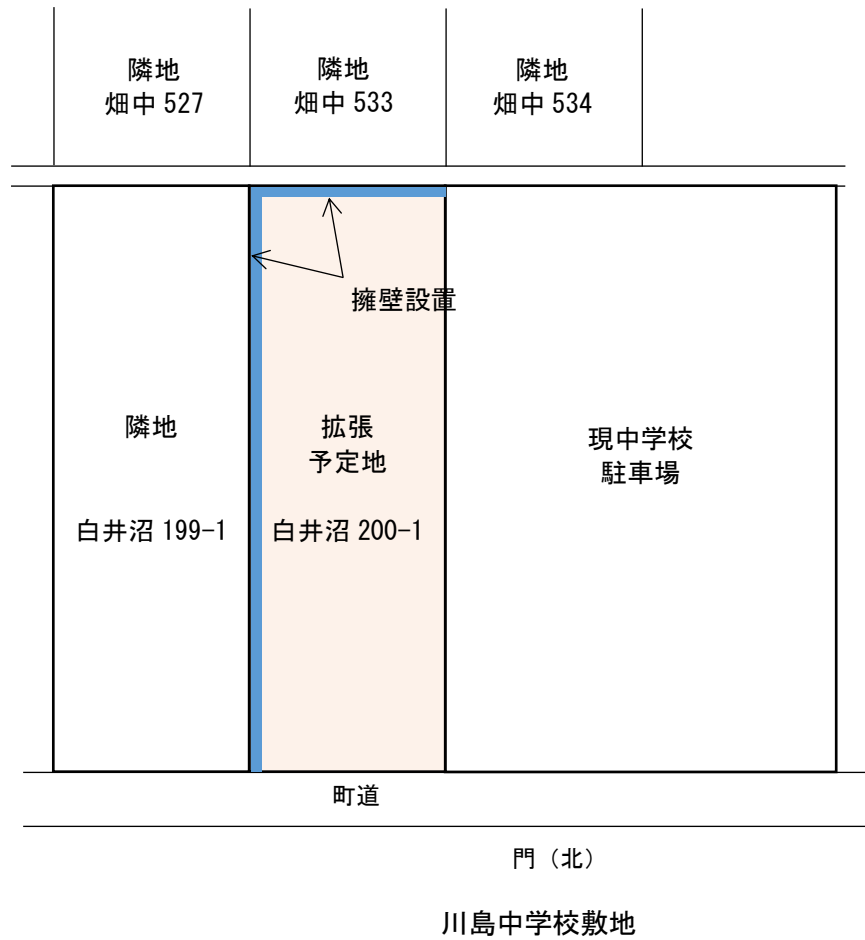 隣地
畑中 527
隣地
畑中 533
隣地
畑中 534
擁壁設置
隣地
白井沼 199-1
拡張
予定地
白井沼 200-1
現中学校
駐車場
町道
門（北）
川島中学校敷地